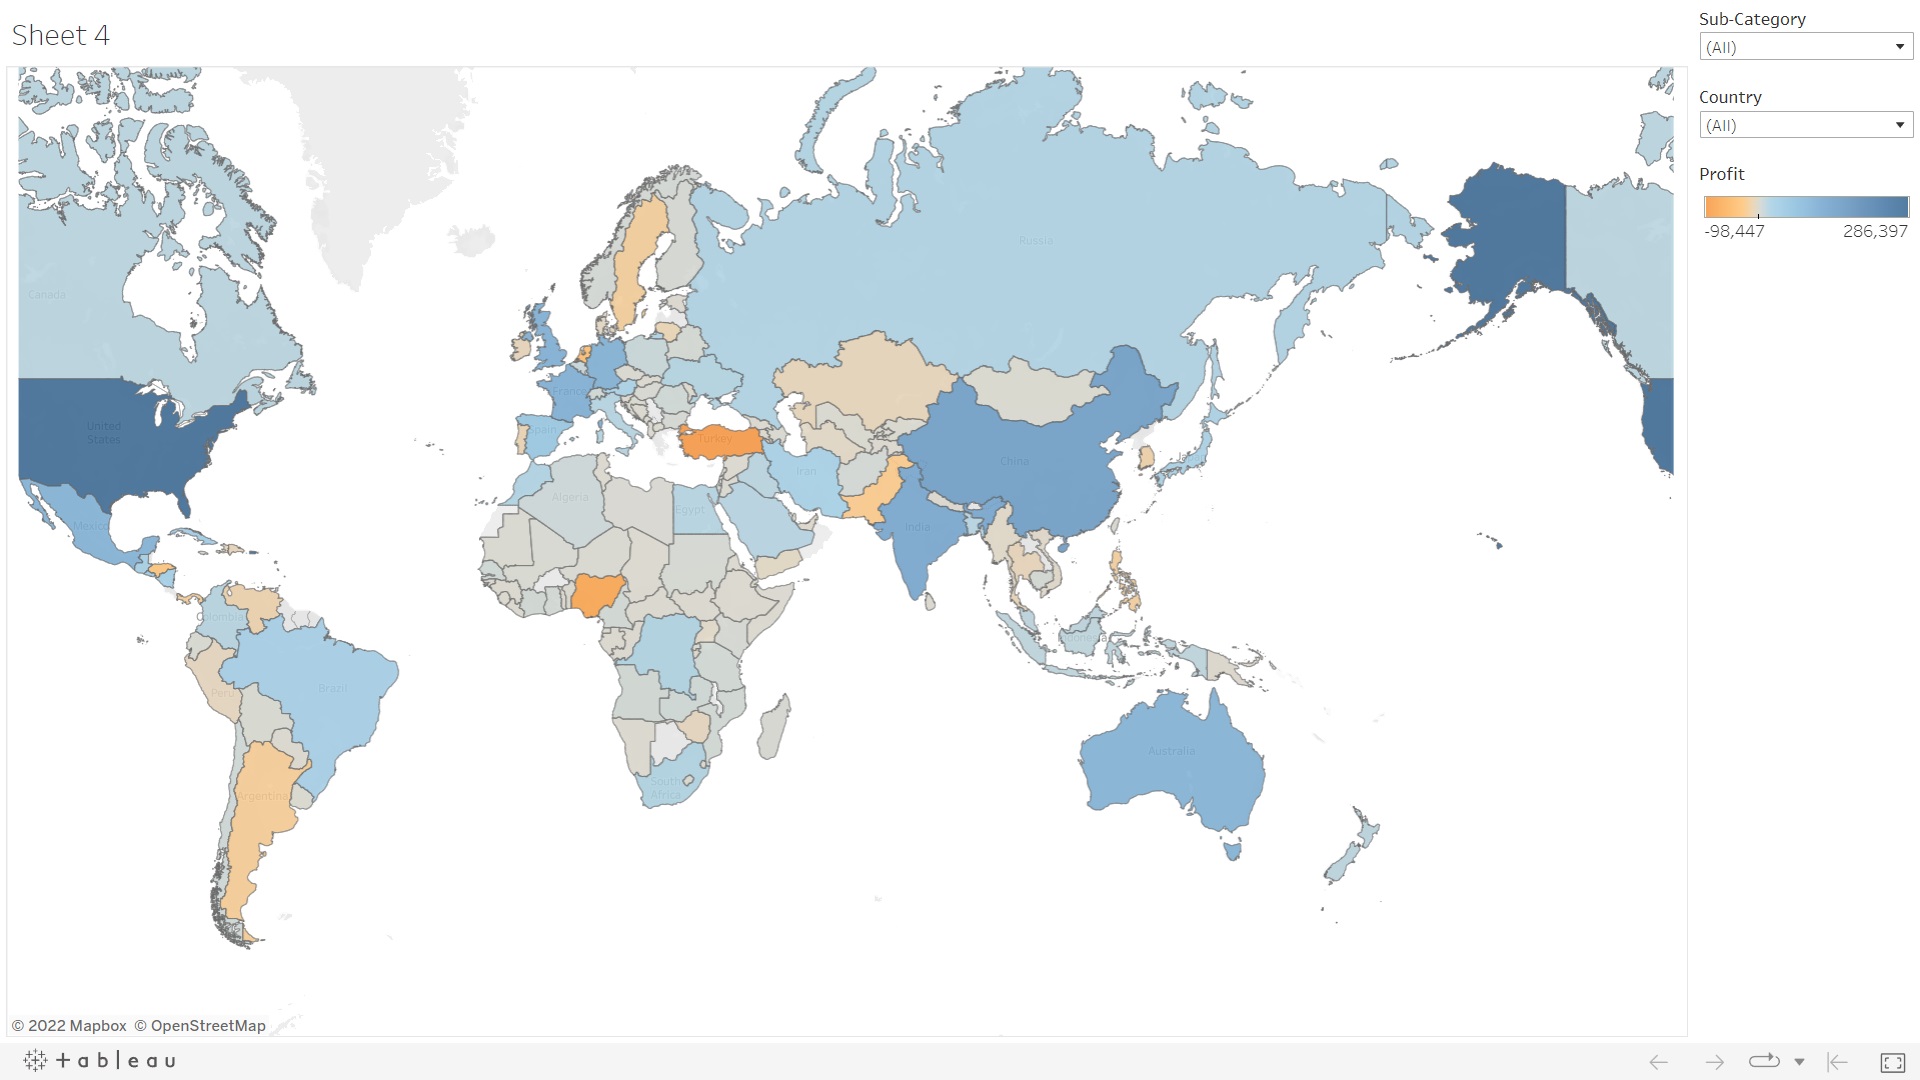 Sheet 4
Sub-Category
(All)
Country
(All)
Profit
-98,447
286,397
Russia
Canada
United
States
France
Spain
Turkey
China
Iran
Algeria
Egypt
Mexico
India
Colombia
Indonesia
Brazil
Peru
Australia
South
Africa
Argentina
© 2022 Mapbox © OpenStreetMap
+ a b l e a u